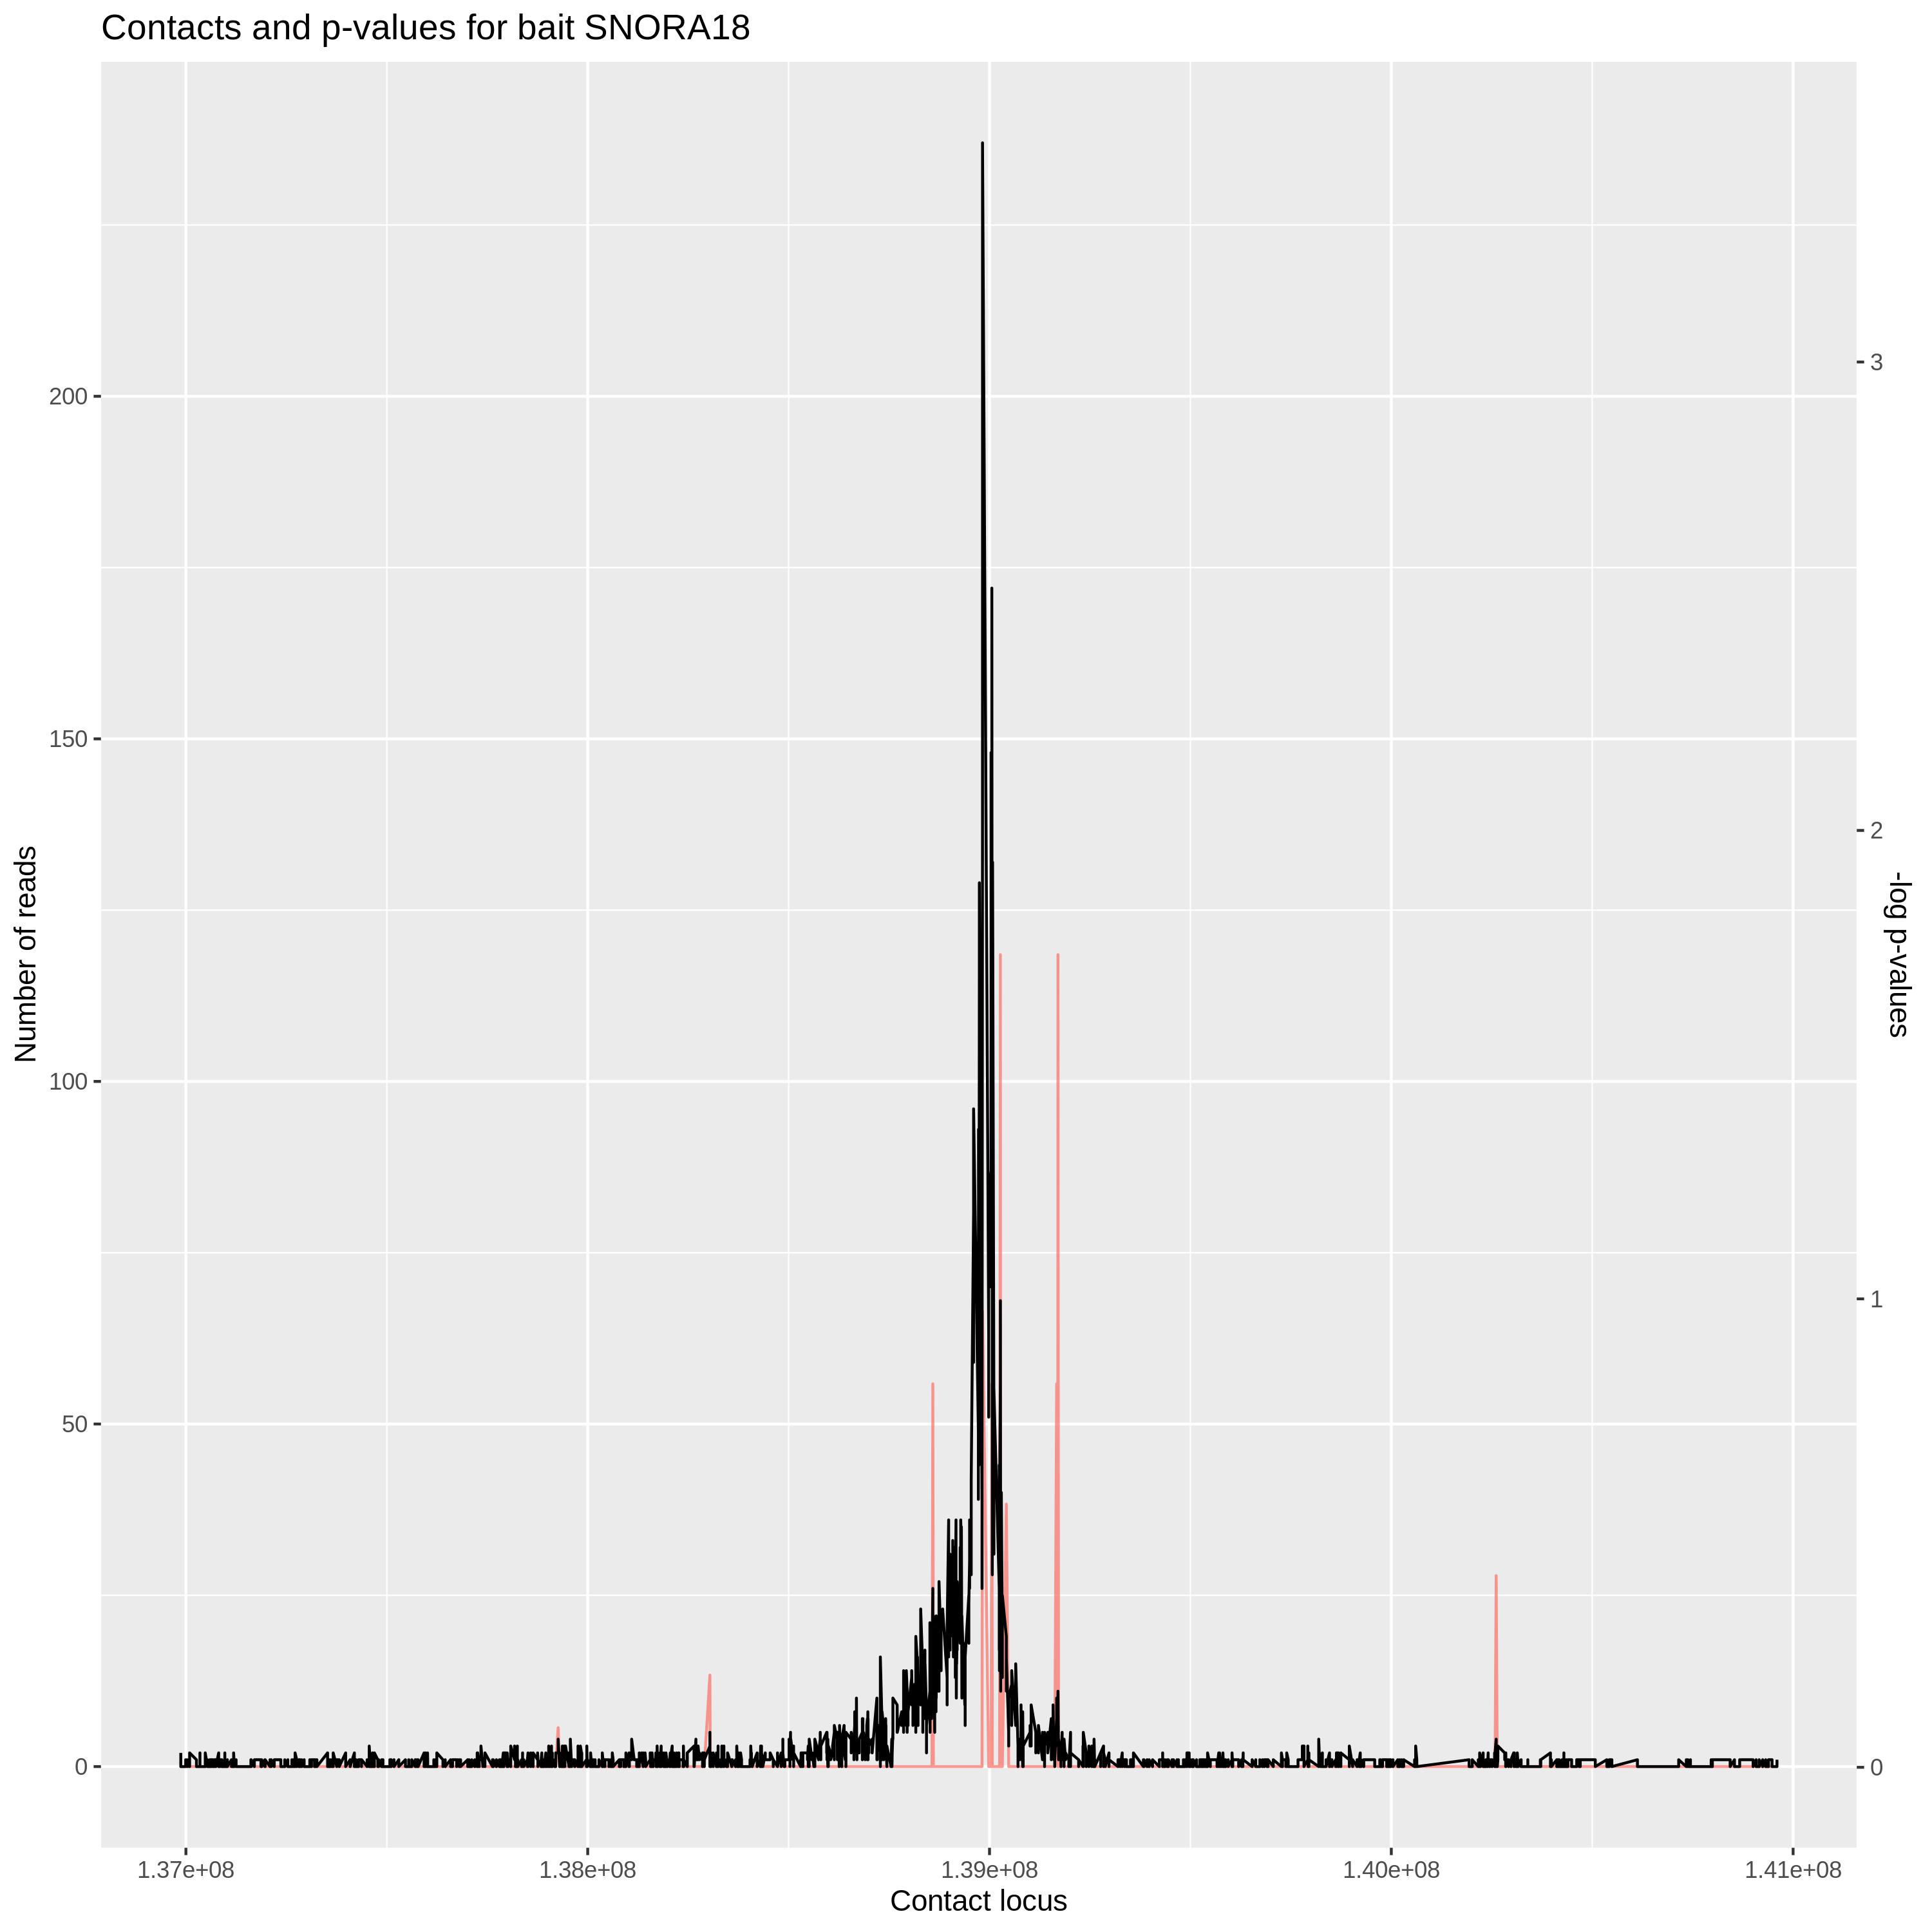 Contacts and p-values for bait SNORA18
Number of reads
200
150
100
50
0
3
2
1
0
-log p-values
1.37e+08
1.38e+08
1.39e+08
1.40e+08
1.41e+08
Contact locus